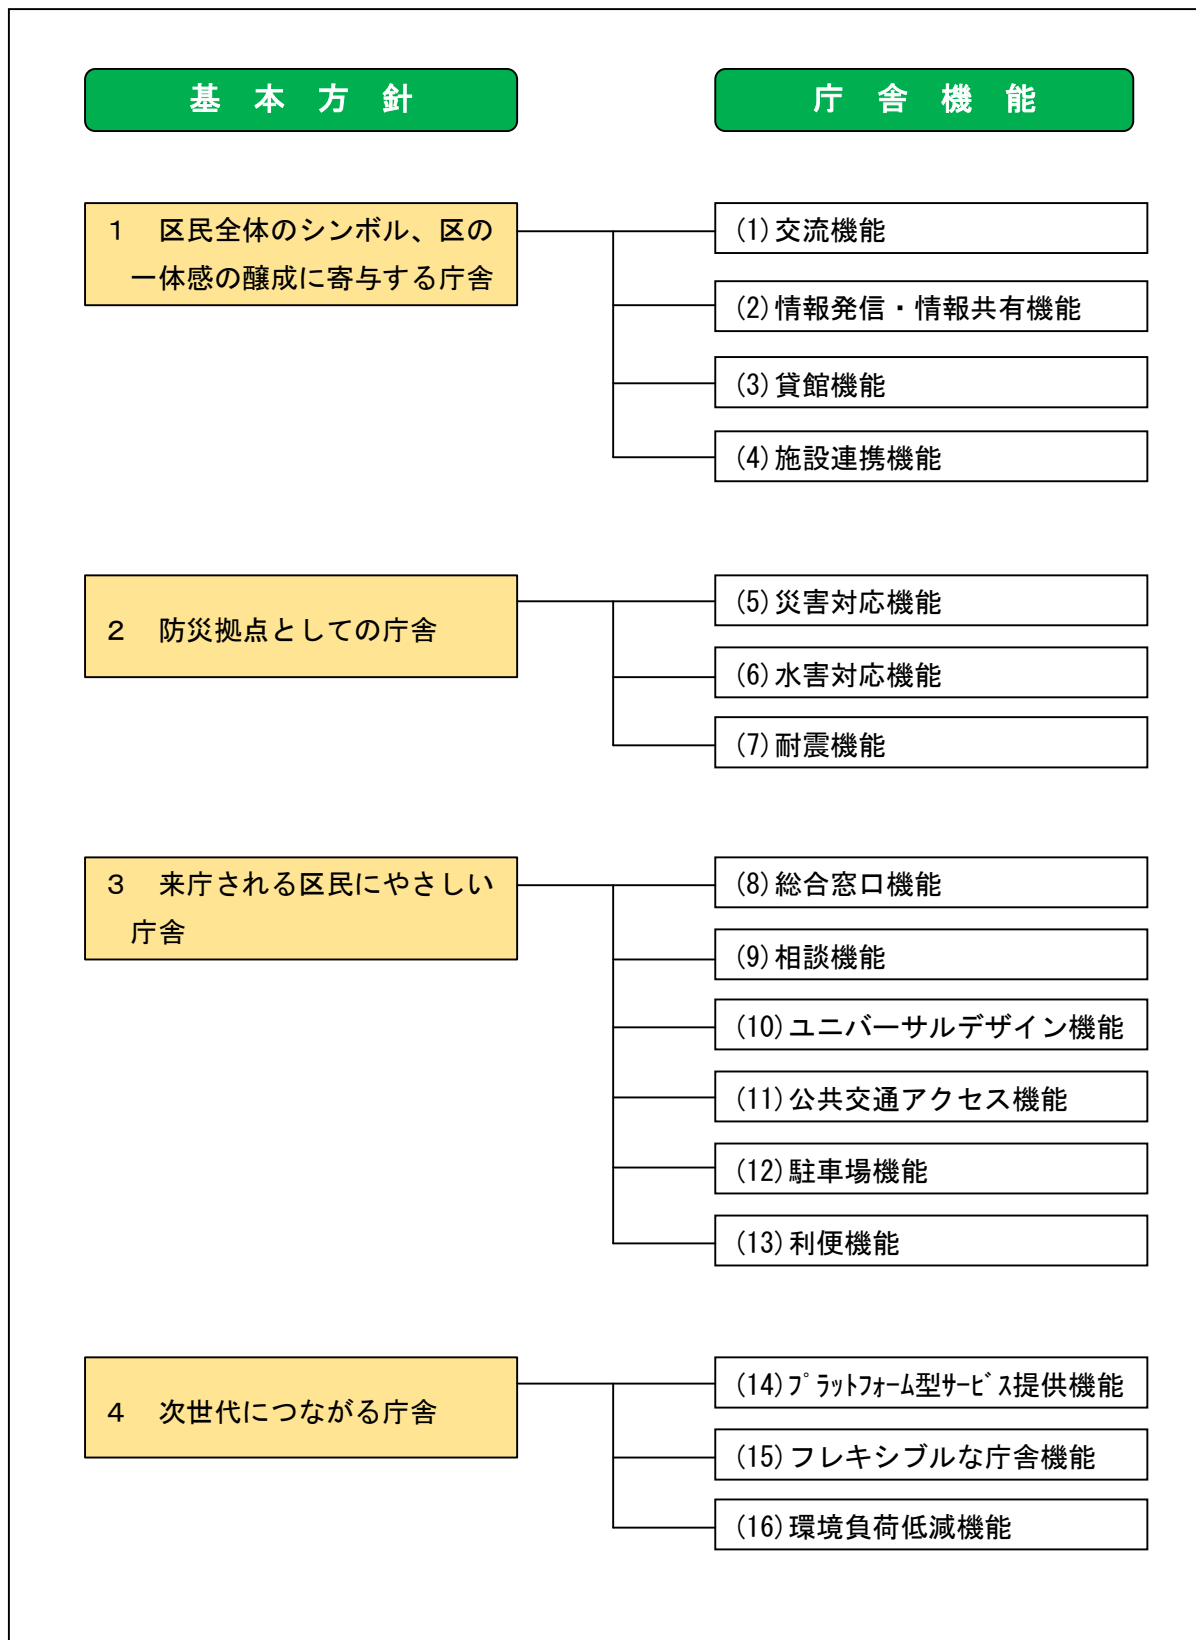 基本方針
庁舎機能
１　区民全体のシンボル、区の
一体感の醸成に寄与する庁舎
(1)交流機能
(2)情報発信・情報共有機能
(3)貸館機能
(4)施設連携機能
２　防災拠点としての庁舎
(5)災害対応機能
(6)水害対応機能
(7)耐震機能
３　来庁される区民にやさしい
庁舎
(8)総合窓口機能
(9)相談機能
(10)ユニバーサルデザイン機能
(11)公共交通アクセス機能
(12)駐車場機能
(13)利便機能
４　次世代につながる庁舎
(14)ﾌﾟﾗｯﾄﾌｫｰﾑ型ｻｰﾋﾞｽ提供機能
(15)フレキシブルな庁舎機能
(16)環境負荷低減機能